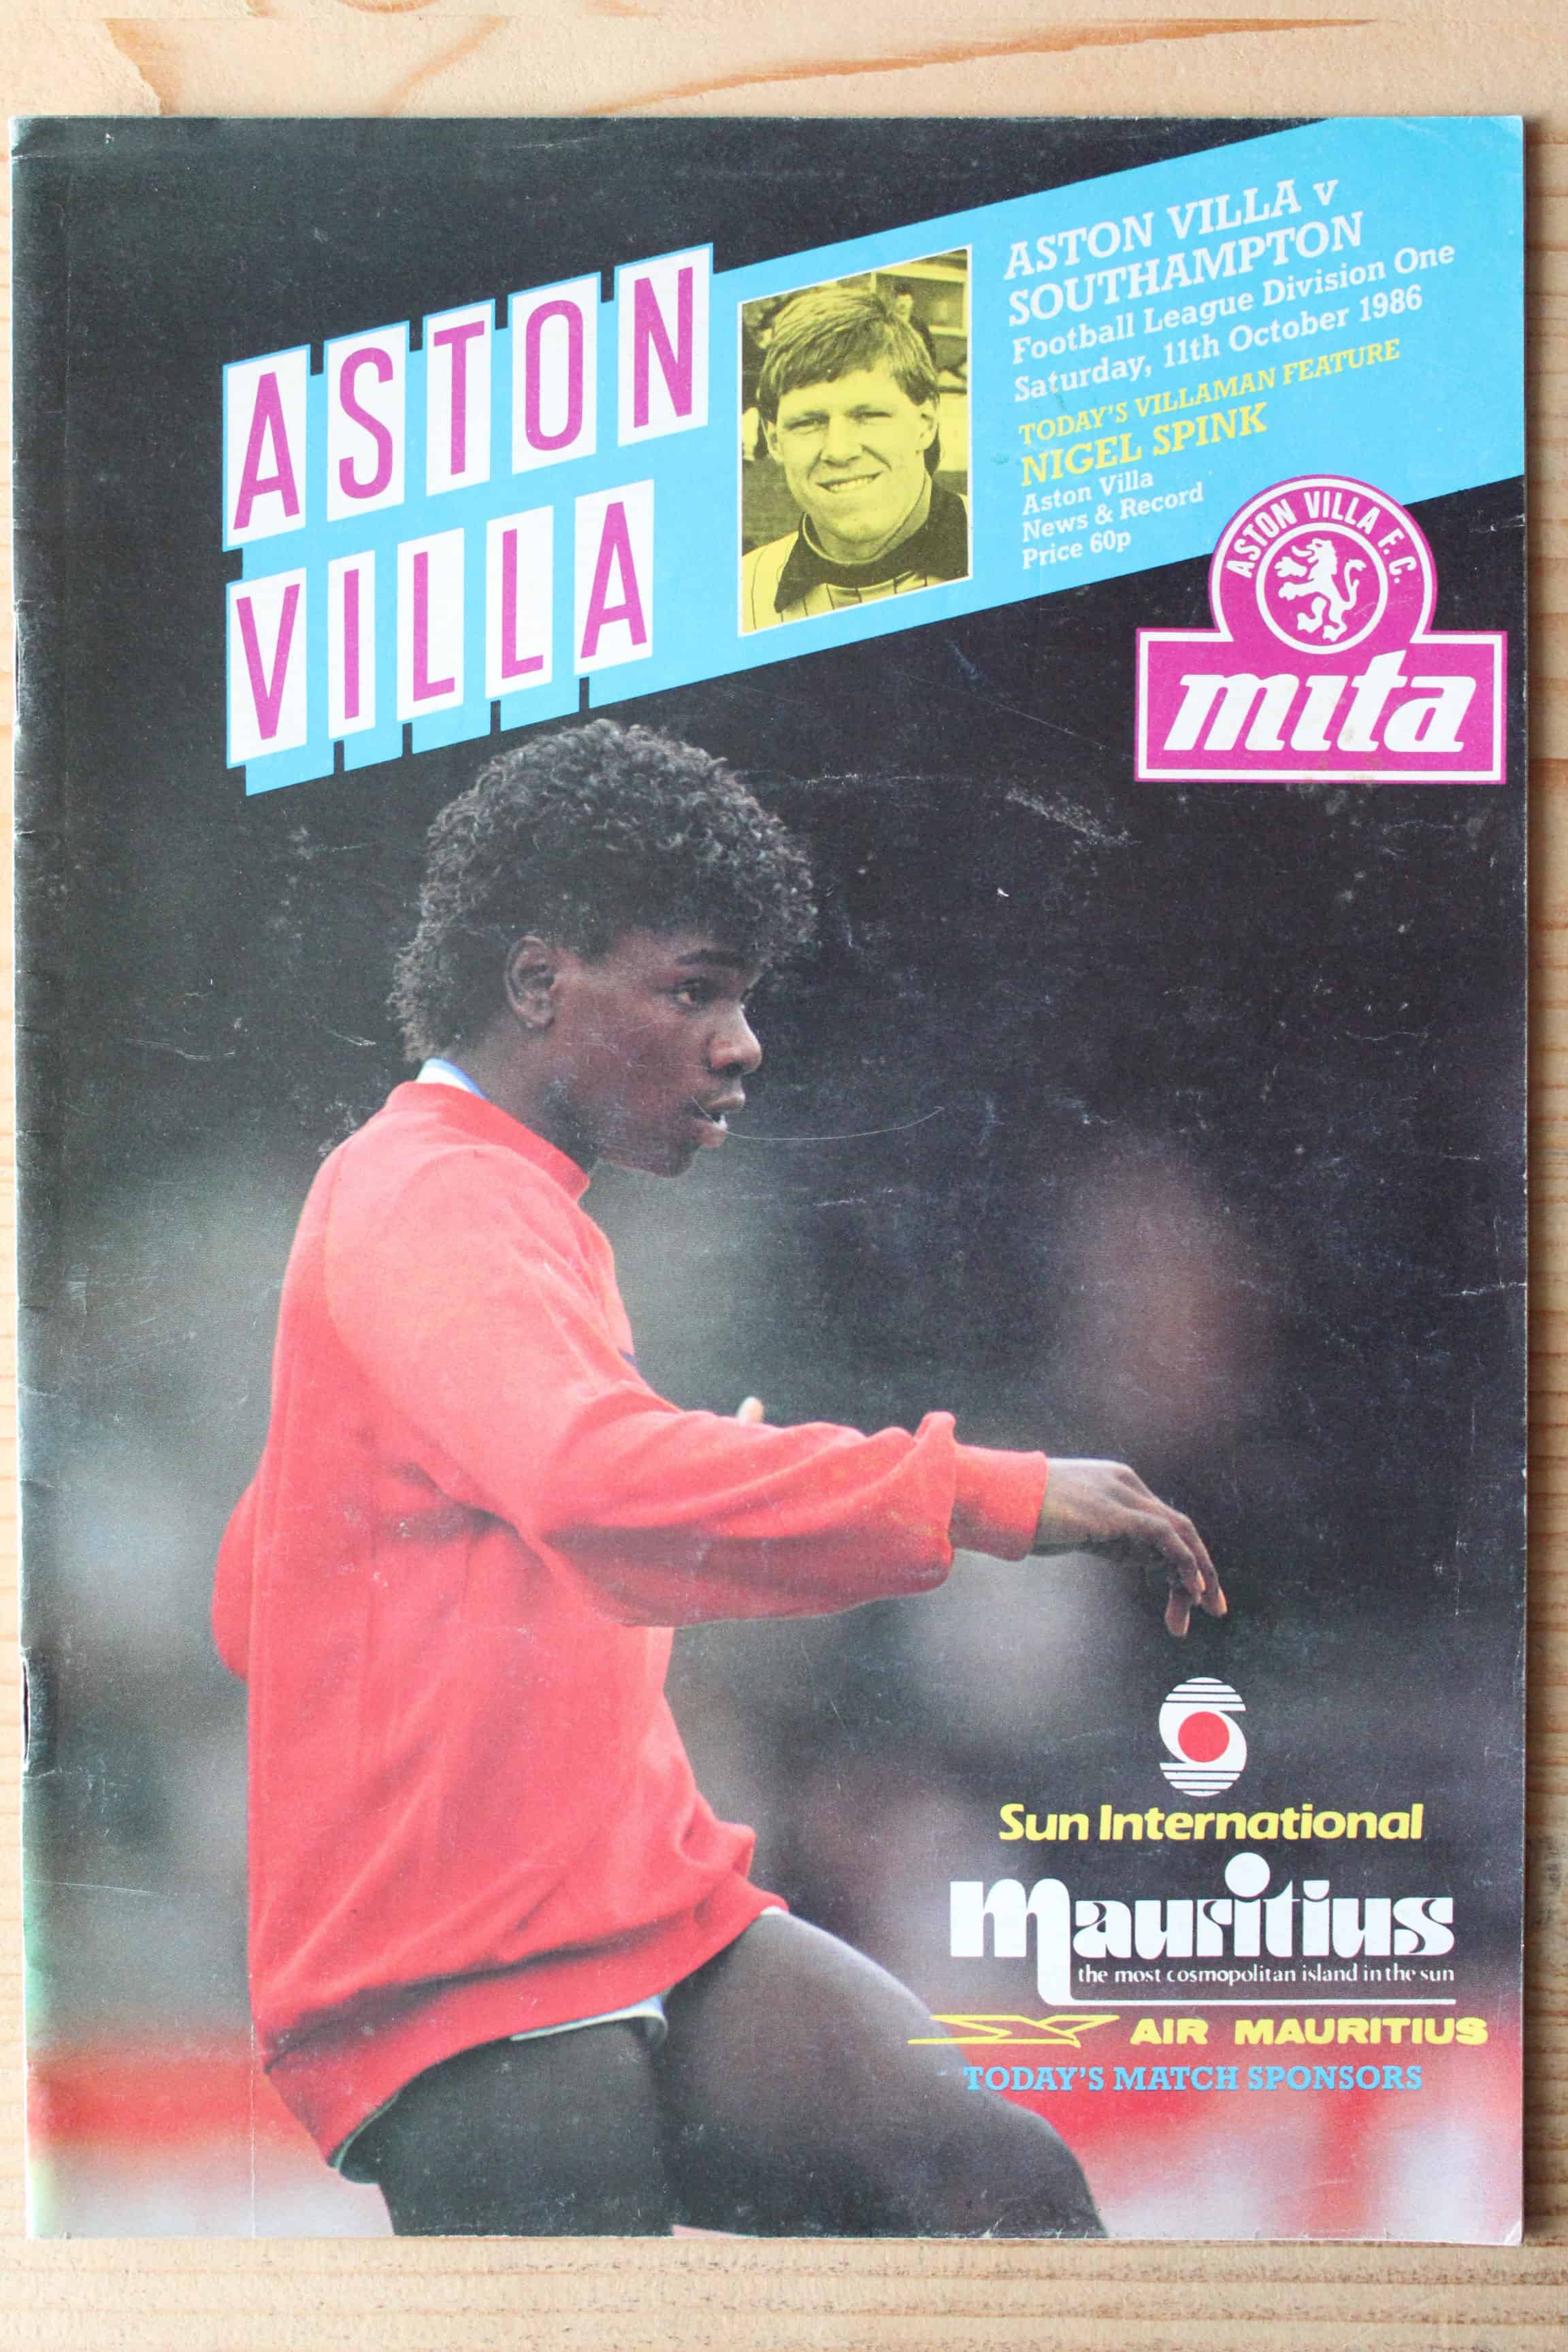 ASTON
VILLA
ASTON VILLA v
SOUTHAMPTON
Football League Division One
Saturday, 11th October 1986
TODAY'S VILLAMAN FEATURE
NIGEL SPINK
Aston Villa
News & Record
Price 60p
ASTON VILLA F.C.
mita
Sun International
Mauritius
the most cosmopolitan island in the sun
AIR MAURITIUS
TODAY'S MATCH SPONSORS